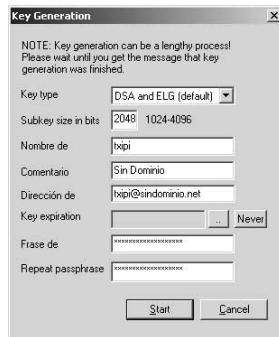 Key Generation
NOTE: Key generation can be a lengthy process!
Please wait until you get the message that key
generation was finished.
Key type DSA and ELG (default)
Subkey size in bits 2048 1024-4096
Nombre de txipi
Comentario Sin Dominio
Dirección de txipi@sindominio.net
Key expiration .. Never
Frase de ******************
Repeat passphrase ******************
Start Cancel